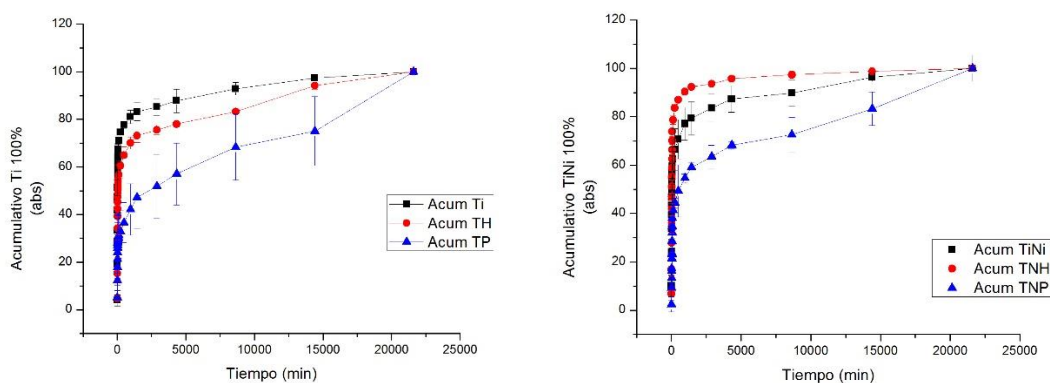 Acumulativo Ti 100%
(abs)
120
100
80
60
40
20
0
Acum Ti
Acum TH
Acum TP
0 5000 10000 15000 20000 25000
Tiempo (min)
Acumulativo TiNi 100%
(abs)
120
100
80
60
40
20
0
Acum TiNi
Acum TNH
Acum TNP
0 5000 10000 15000 20000 25000
Tiempo (min)